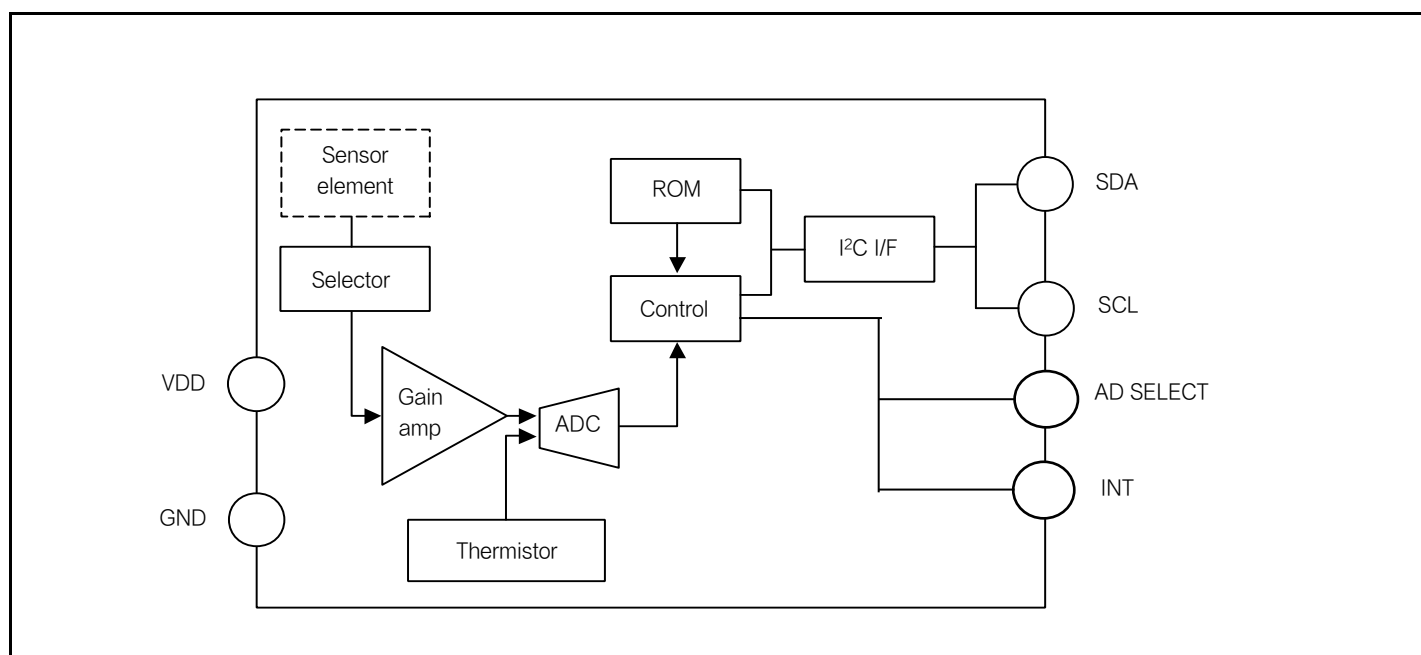 Sensor
element
Selector
ROM
I²C I/F
Control
SDA
SCL
AD SELECT
INT
VDD
GND
Gain
amp
ADC
Thermistor